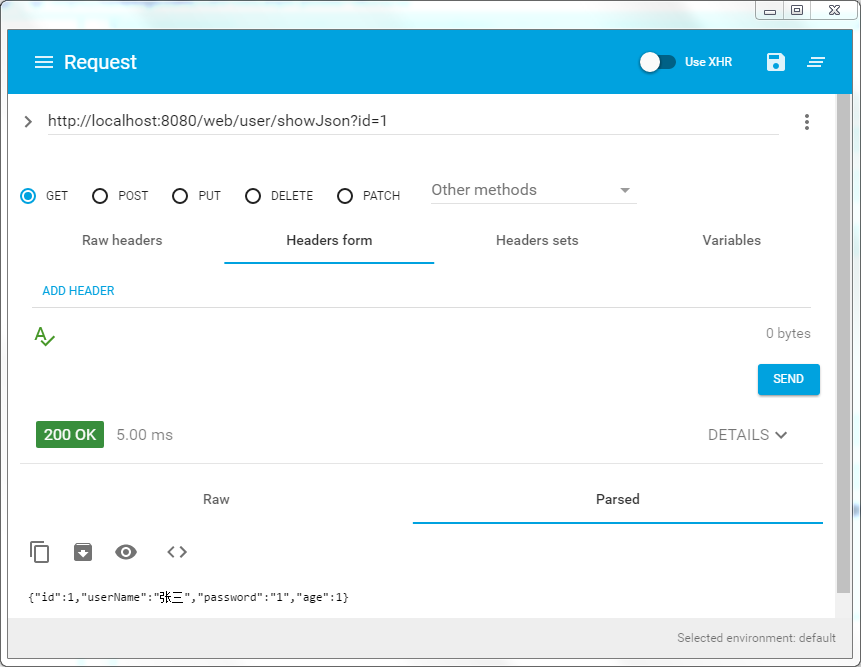 Request
Use XHR
http://localhost:8080/web/user/showJson?id=1
GET POST PUT DELETE PATCH Other methods
Raw headers Headers form Headers sets Variables
ADD HEADER
0 bytes
SEND
200 OK 5.00 ms DETAILS
Raw Parsed
{"id":1,"userName":"张三","password":"1","age":1}
Selected environment: default